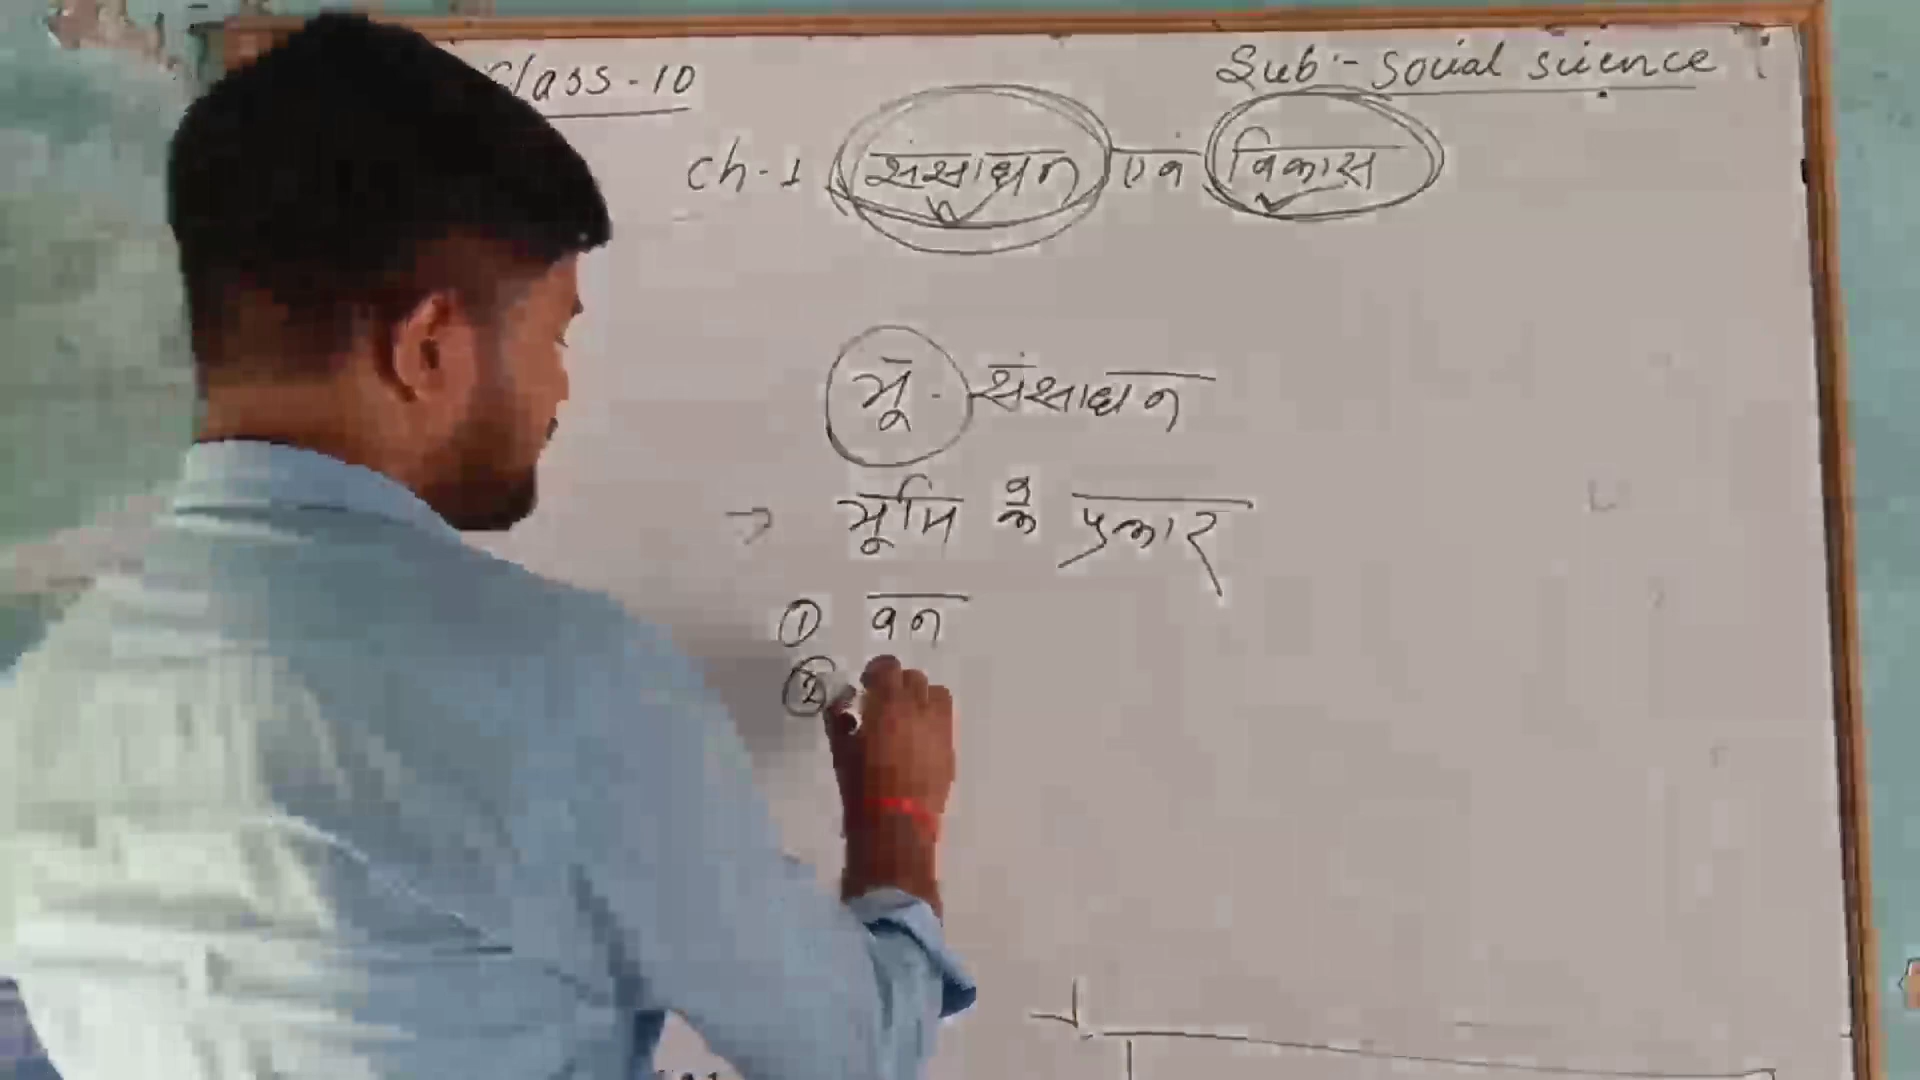 Class - 10
Sub :- Social science
ch - 1 संसाधन एवं विकास
भू - संसाधन
→ भूमि के प्रकार
① वन
②